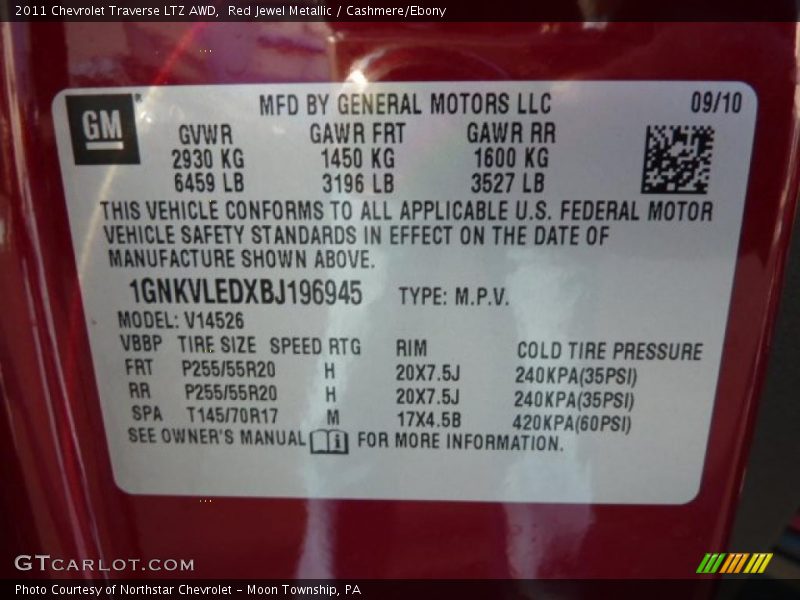 2011 Chevrolet Traverse LTZ AWD,  Red Jewel Metallic / Cashmere/Ebony
GM
MFD BY GENERAL MOTORS LLC 09/10
GVWR GAWR FRT GAWR RR
2930 KG 1450 KG 1600 KG
6459 LB 3196 LB 3527 LB
THIS VEHICLE CONFORMS TO ALL APPLICABLE U.S. FEDERAL MOTOR
VEHICLE SAFETY STANDARDS IN EFFECT ON THE DATE OF
MANUFACTURE SHOWN ABOVE.
1GNKVLEDXBJ196945 TYPE: M.P.V.
MODEL: V14526
VBBP TIRE SIZE SPEED RTG RIM COLD TIRE PRESSURE
FRT P255/55R20 H 20X7.5J 240KPA(35PSI)
RR P255/55R20 H 20X7.5J 240KPA(35PSI)
SPA T145/70R17 M 17X4.5B 420KPA(60PSI)
SEE OWNER'S MANUAL FOR MORE INFORMATION.
GTCARLOT.COM
Photo Courtesy of Northstar Chevrolet - Moon Township, PA